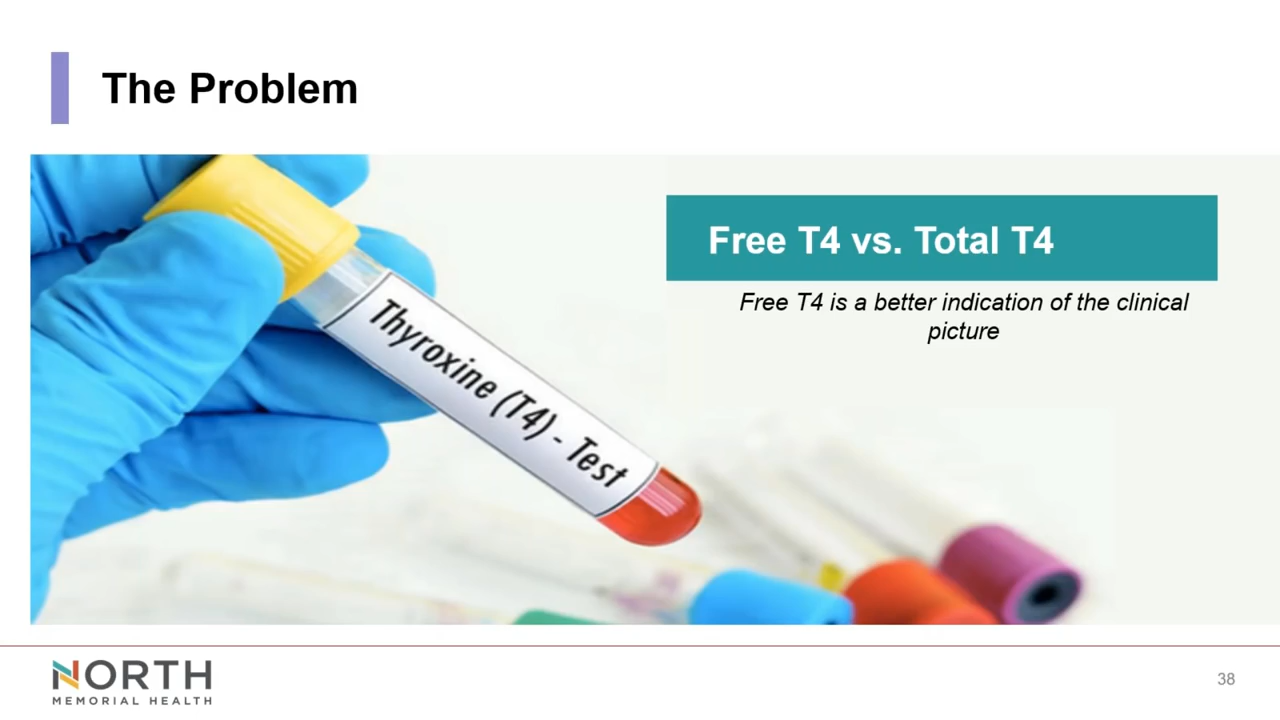 The Problem
Free T4 vs. Total T4
Free T4 is a better indication of the clinical
picture
Thyroxine (T4) - Test
NORTH
MEMORIAL HEALTH
38